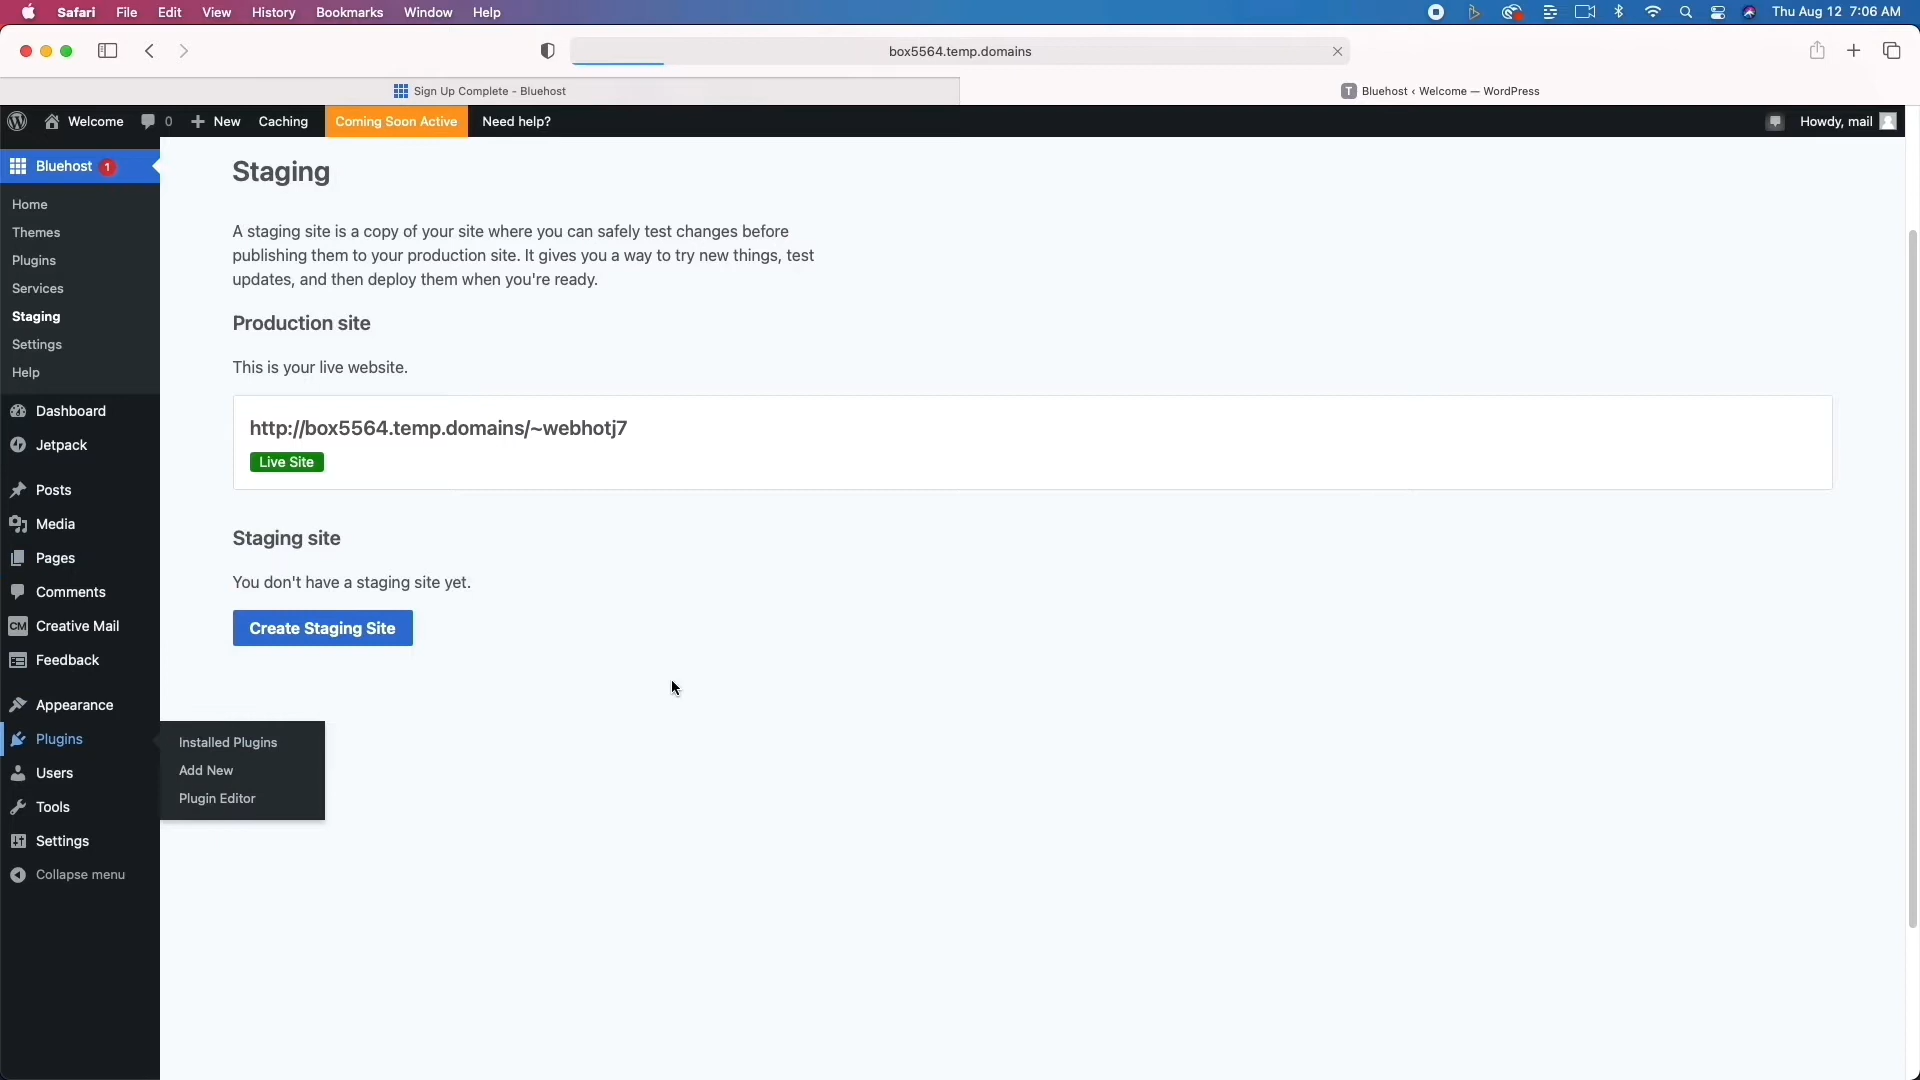 Safari File Edit View History Bookmarks Window Help Thu Aug 12 7:06 AM
box5564.temp.domains
Sign Up Complete - Bluehost
T Bluehost ‹ Welcome — WordPress
Welcome 0 New Caching Coming Soon Active Need help? Howdy, mail
Bluehost 1
Home
Themes
Plugins
Services
Staging
Settings
Help
Dashboard
Jetpack
Posts
Media
Pages
Comments
CM Creative Mail
Feedback
Appearance
Plugins
Users
Tools
Settings
Collapse menu
Installed Plugins
Add New
Plugin Editor
Staging
A staging site is a copy of your site where you can safely test changes before
publishing them to your production site. It gives you a way to try new things, test
updates, and then deploy them when you're ready.
Production site
This is your live website.
http://box5564.temp.domains/~webhotj7
Live Site
Staging site
You don't have a staging site yet.
Create Staging Site